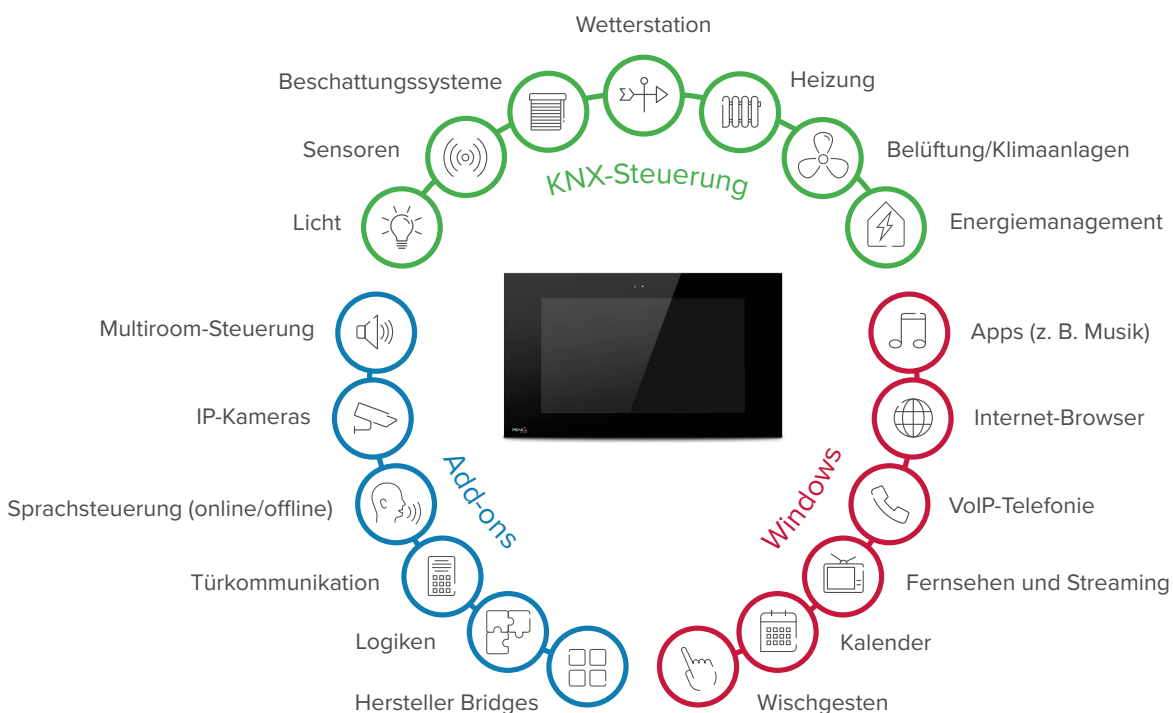 Wetterstation
Beschattungssysteme
Heizung
Sensoren
Belüftung/Klimaanlagen
KNX-Steuerung
Licht
Energiemanagement
Multiroom-Steuerung
Apps (z. B. Musik)
IP-Kameras
Internet-Browser
Add-ons
Windows
Sprachsteuerung (online/offline)
VoIP-Telefonie
Türkommunikation
Fernsehen und Streaming
Logiken
Kalender
Hersteller Bridges
Wischgesten